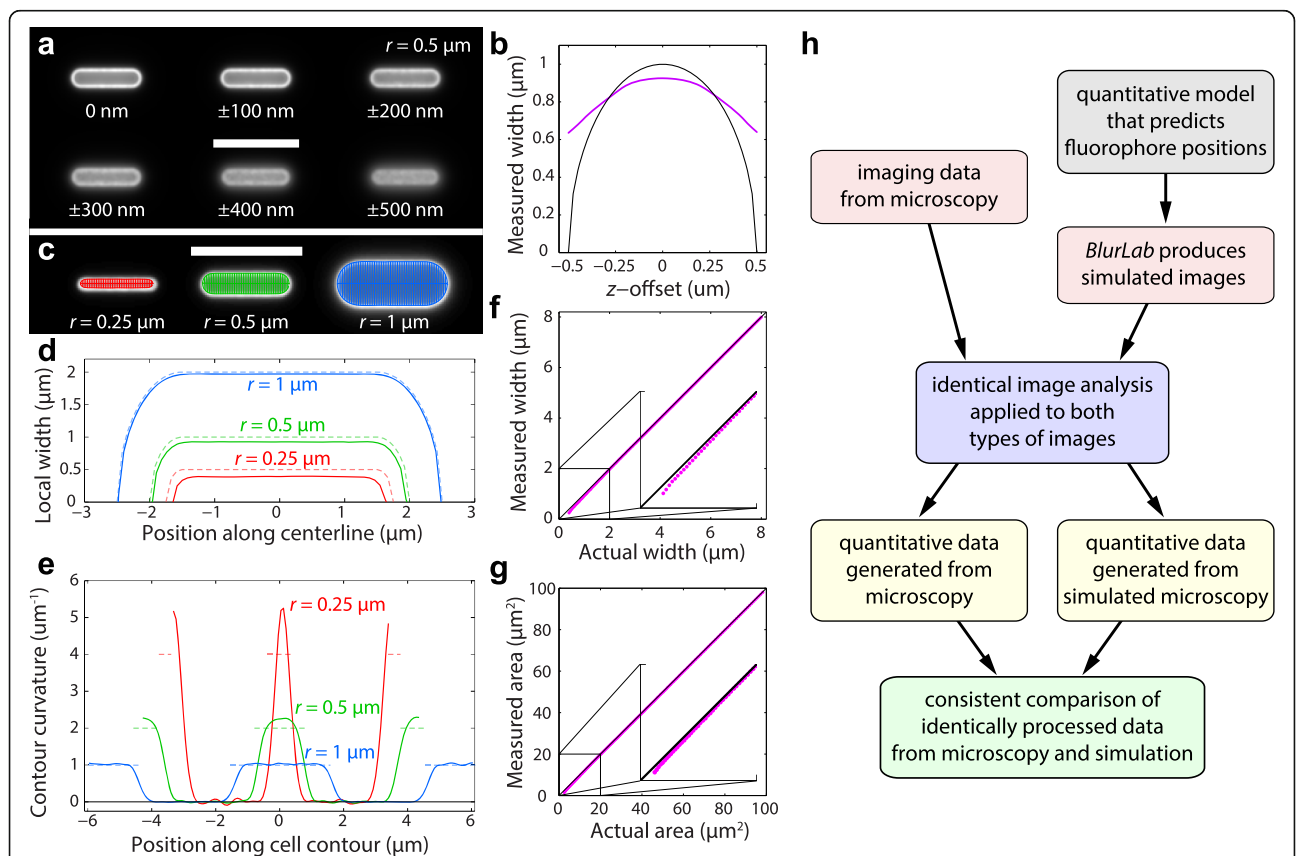 a
r = 0.5 µm
0 nm
±100 nm
±200 nm
±300 nm
±400 nm
±500 nm
b
Measured width (µm)
1
0.8
0.6
0.4
0.2
0
−0.5
−0.25
0
0.25
0.5
z−offset (um)
c
r = 0.25 µm
r = 0.5 µm
r = 1 µm
d
Local width (µm)
2
1.5
1
0.5
0
r = 1 µm
r = 0.5 µm
r = 0.25 µm
−3
−2
−1
0
1
2
3
Position along centerline (µm)
e
Contour curvature (um⁻¹)
6
5
4
3
2
1
0
r = 0.25 µm
r = 0.5 µm
r = 1 µm
−6
−4
−2
0
2
4
6
Position along cell contour (µm)
f
Measured width (µm)
8
6
4
2
0
0
2
4
6
8
Actual width (µm)
g
Measured area (µm²)
100
80
60
40
20
0
0
20
40
60
80
100
Actual area (µm²)
h
quantitative model
that predicts
fluorophore positions
imaging data
from microscopy
BlurLab produces
simulated images
identical image analysis
applied to both
types of images
quantitative data
generated from
microscopy
quantitative data
generated from
simulated microscopy
consistent comparison of
identically processed data
from microscopy and simulation